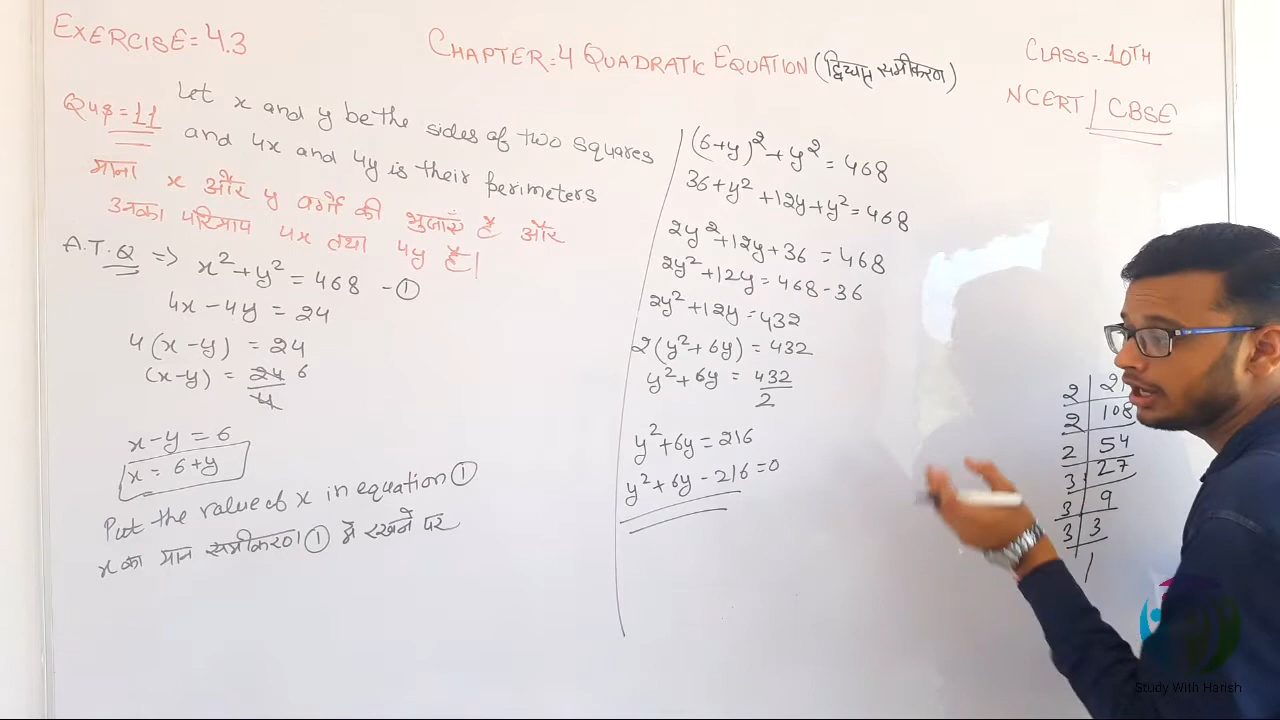 EXERCISE=4.3
CHAPTER=4 QUADRATIC EQUATION (द्विघात समीकरण)
CLASS=10TH
NCERT / CBSE
Qus=11 Let x and y be the sides of two squares
and 4x and 4y is their perimeters
माना x और y वर्गो की भुजाएँ है और
उनका परिमाप 4x तथा 4y है।
A.T.Q => x²+y²=468 -①
4x-4y=24
4(x-y)=24
(x-y)=24/4 6
x-y=6
x=6+y
Put the value of x in equation ①
x का मान समीकरण ① में रखने पर
(6+y)²+y²=468
36+y²+12y+y²=468
2y²+12y+36=468
2y²+12y=468-36
2y²+12y=432
2(y²+6y)=432
y²+6y=432/2
y²+6y=216
y²+6y-216=0
2
2 108
2 54
3 27
3 9
3 3
1
Study With Harish